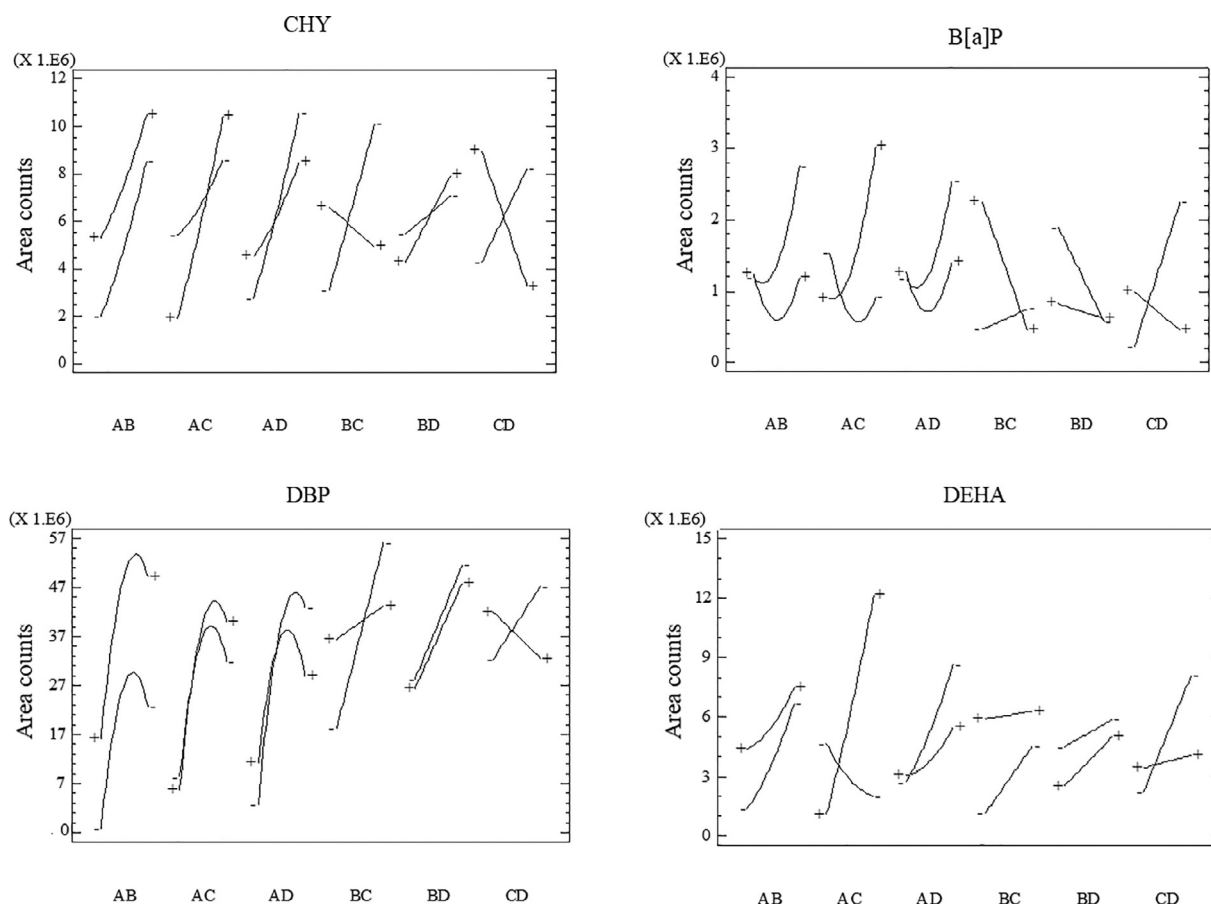 CHY
(X 1.E6)
12
10
8
6
4
2
0
Area counts
AB AC AD BC BD CD
B[a]P
(X 1.E6)
4
3
2
1
0
Area counts
AB AC AD BC BD CD
DBP
(X 1.E6)
57
47
37
27
17
7
0
Area counts
AB AC AD BC BD CD
DEHA
(X 1.E6)
15
12
9
6
3
0
Area counts
AB AC AD BC BD CD